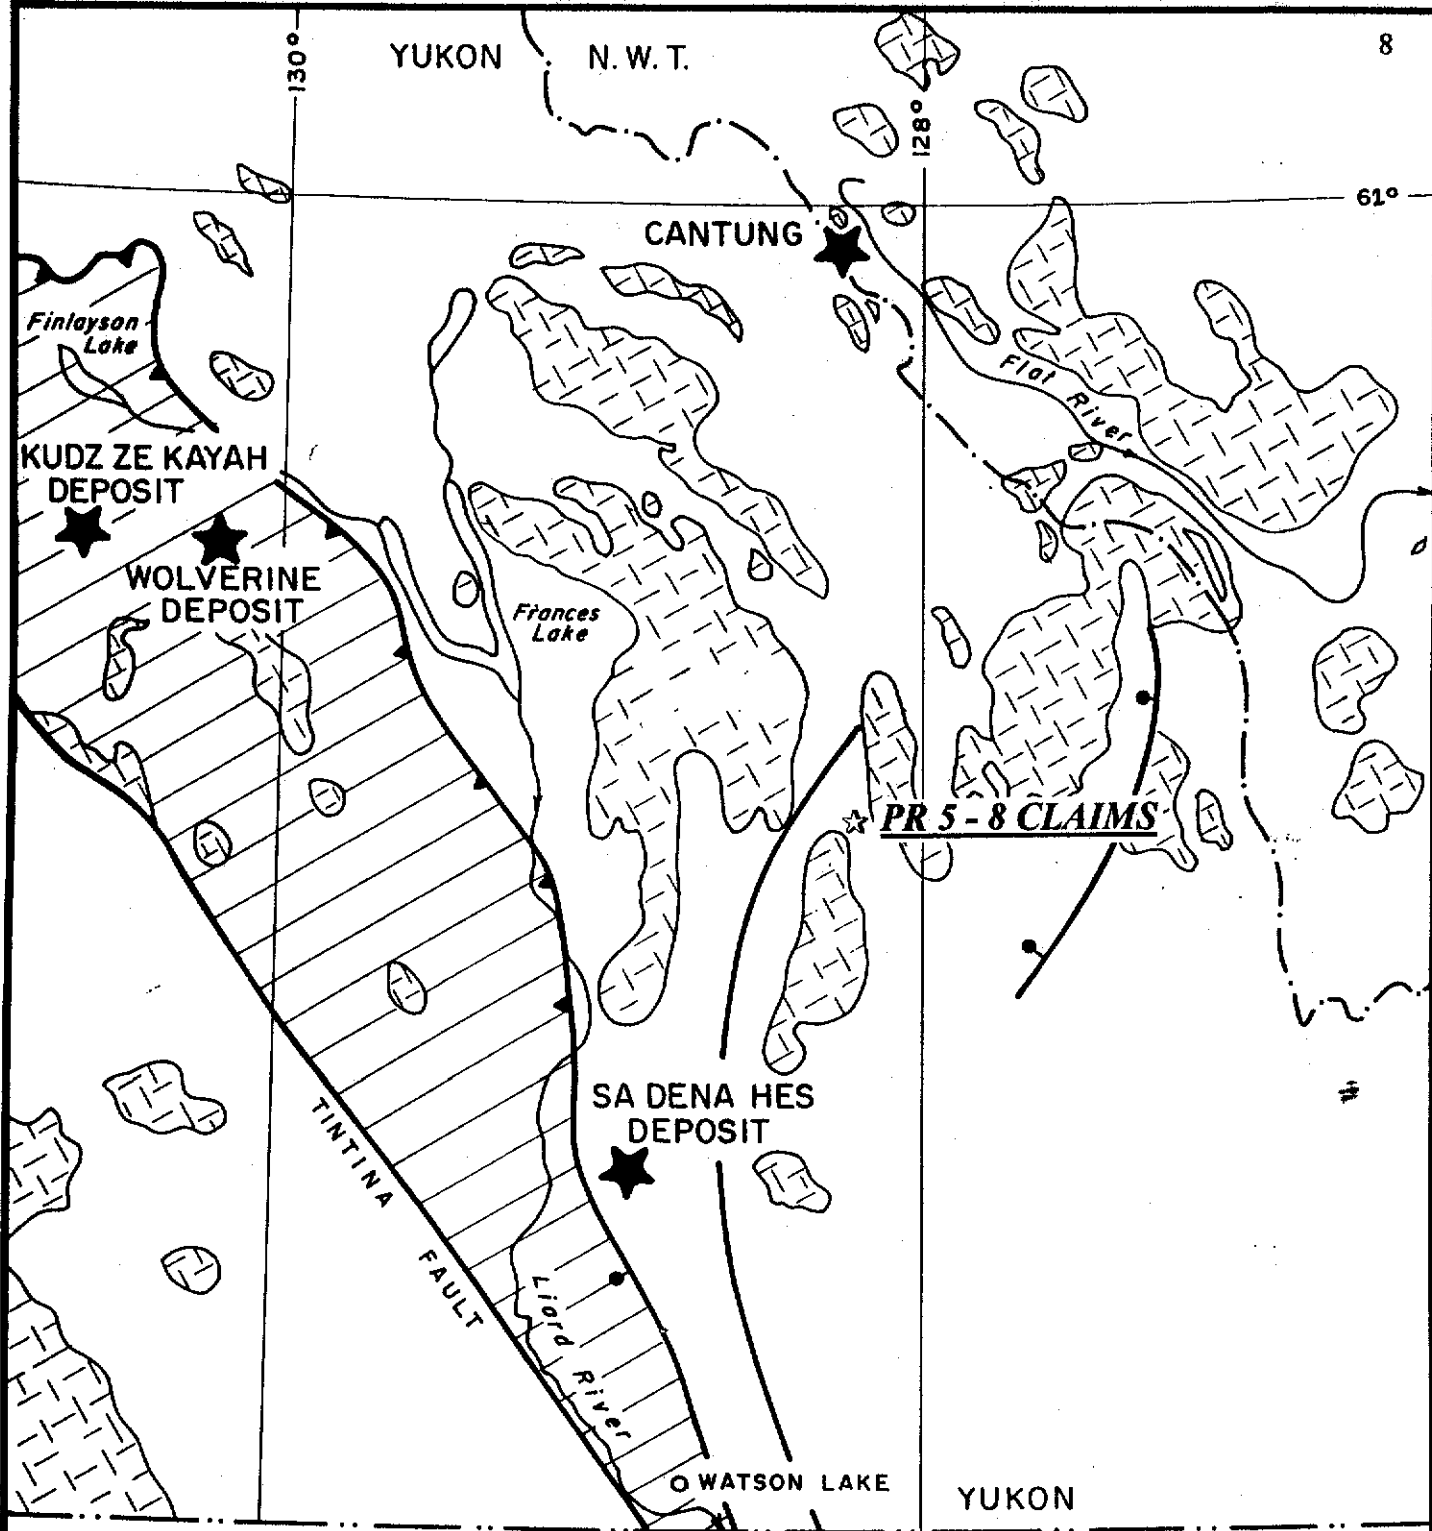 8
YUKON
N.W.T.
130°
128°
61°
CANTUNG
Finlayson
Lake
Flat River
KUDZ ZE KAYAH
DEPOSIT
WOLVERINE
DEPOSIT
Frances
Lake
PR 5 - 8 CLAIMS
SA DENA HES
DEPOSIT
TINTINA FAULT
Liard River
WATSON LAKE
YUKON